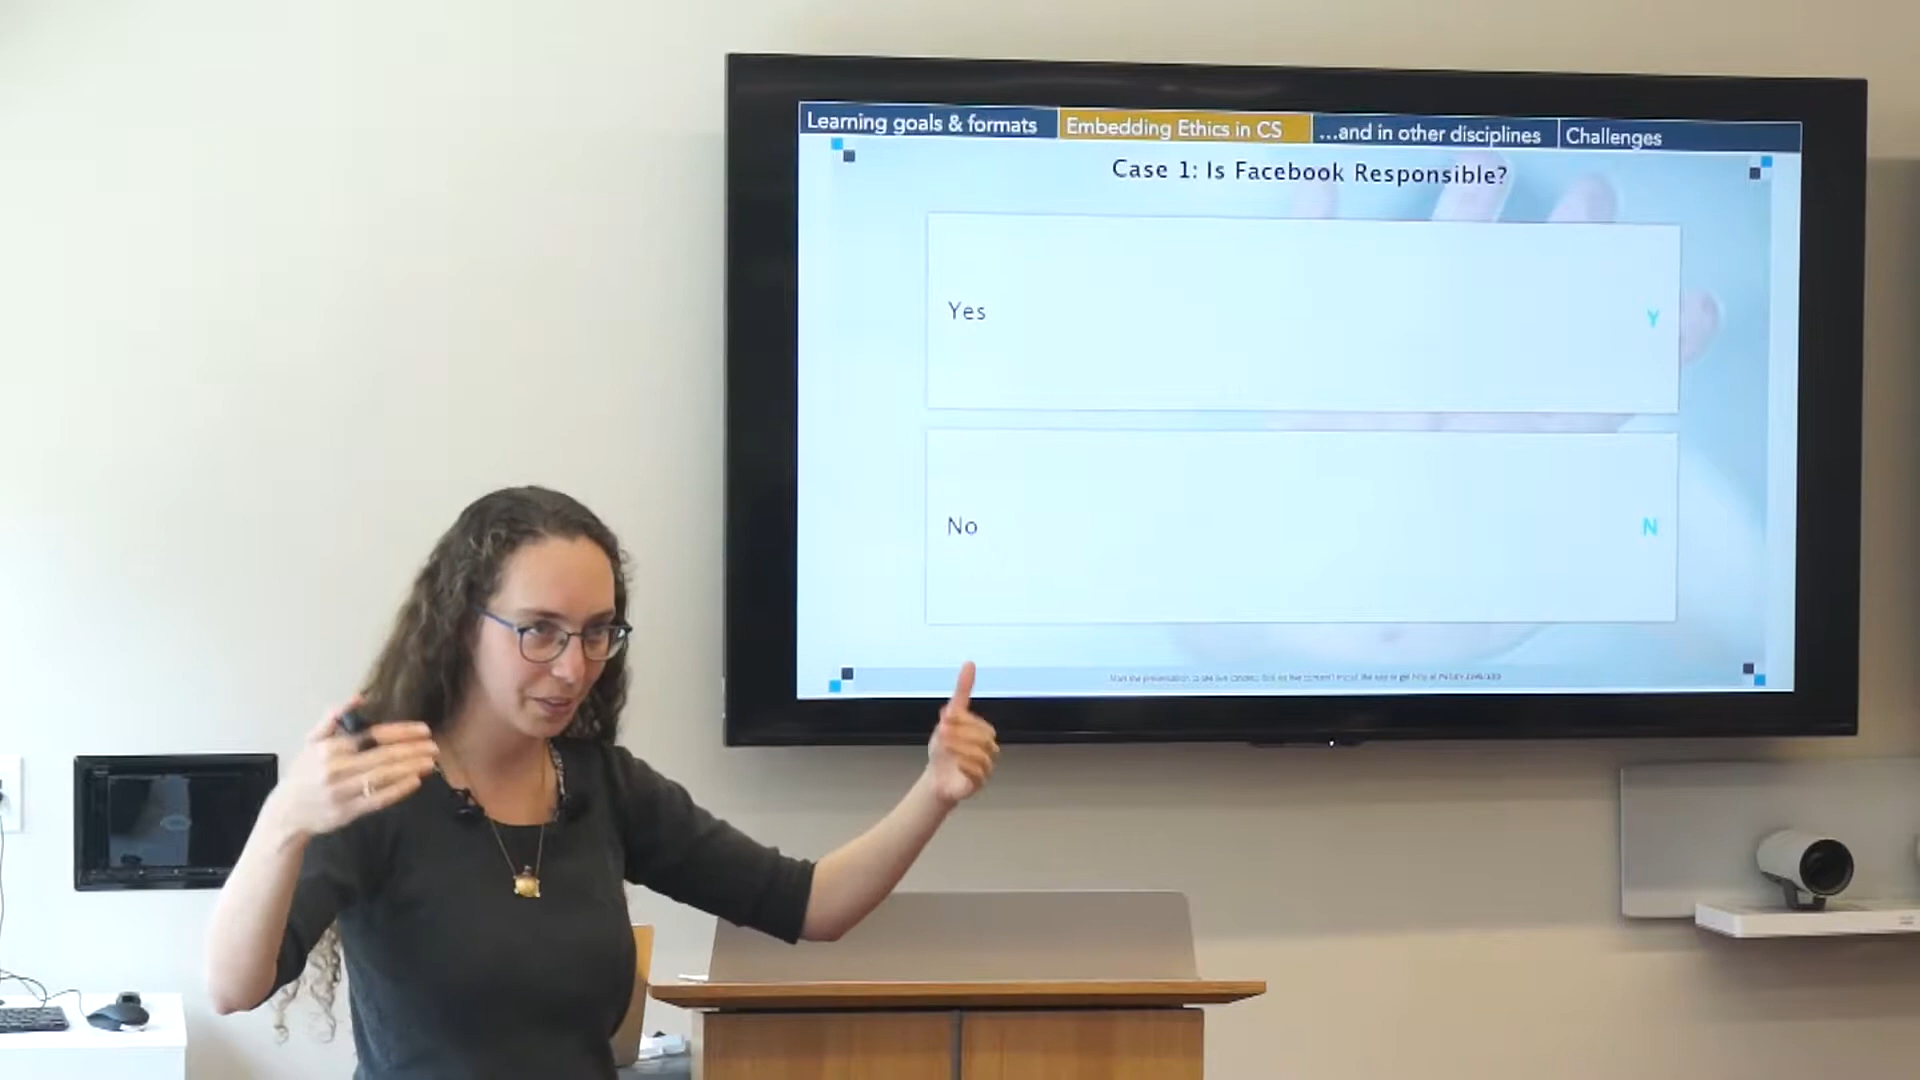 Learning goals & formats
Embedding Ethics in CS
...and in other disciplines
Challenges
Case 1: Is Facebook Responsible?
Yes
Y
No
N